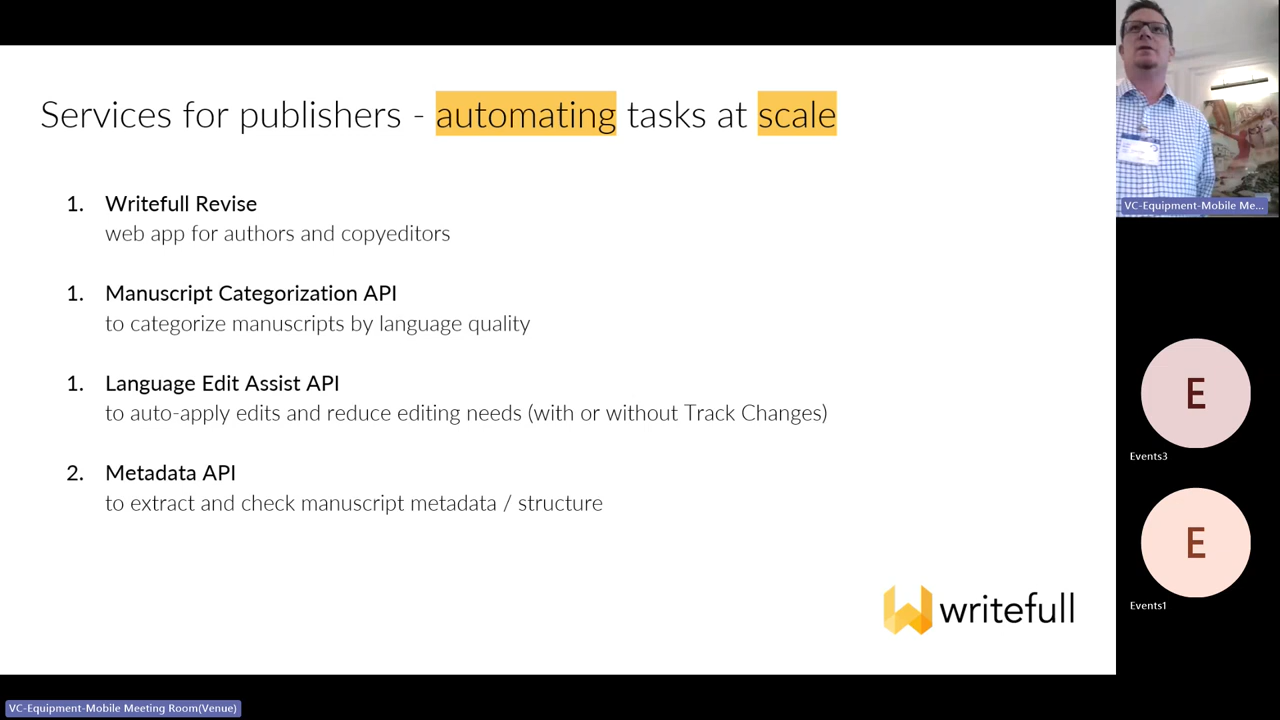 Services for publishers - automating tasks at scale
1. Writefull Revise
web app for authors and copyeditors
1. Manuscript Categorization API
to categorize manuscripts by language quality
1. Language Edit Assist API
to auto-apply edits and reduce editing needs (with or without Track Changes)
2. Metadata API
to extract and check manuscript metadata / structure
writefull
VC-Equipment-Mobile Me...
E
Events3
E
Events1
VC-Equipment-Mobile Meeting Room(Venue)